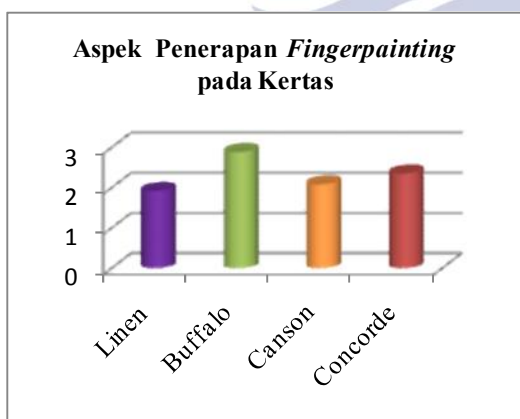 Aspek Penerapan Fingerpainting
pada Kertas
3
2
1
0
Linen
Buffalo
Canson
Concorde